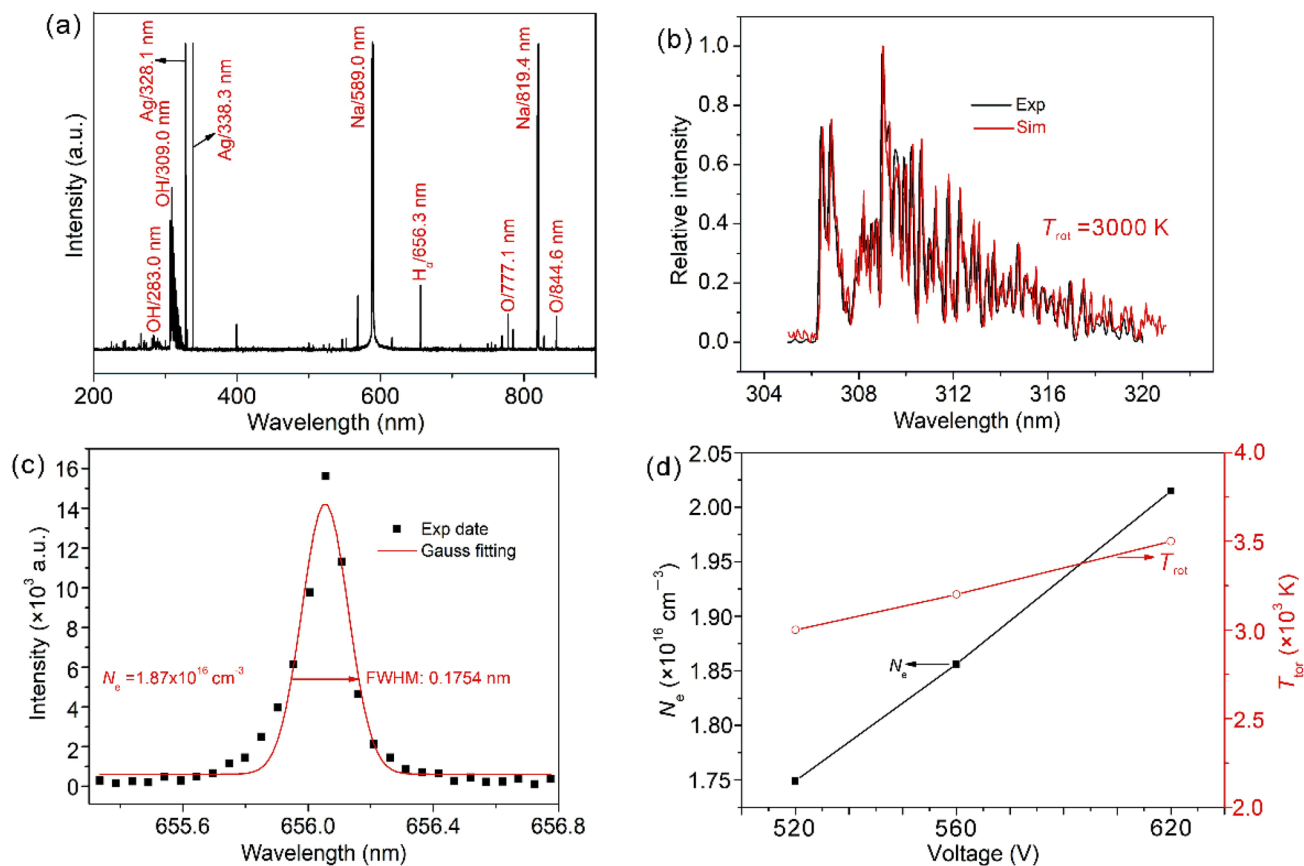 (a)
Intensity (a.u.)
OH/283.0 nm
OH/309.0 nm
Ag/328.1 nm
Ag/338.3 nm
Na/589.0 nm
Hα/656.3 nm
O/777.1 nm
Na/819.4 nm
O/844.6 nm
200 400 600 800
Wavelength (nm)
(b)
Relative intensity
1.0
0.8
0.6
0.4
0.2
0.0
Exp
Sim
Trot =3000 K
304 308 312 316 320
Wavelength (nm)
(c)
Intensity (×10³ a.u.)
16
14
12
10
8
6
4
2
0
Exp date
Gauss fitting
Ne =1.87x10¹⁶ cm⁻³
FWHM: 0.1754 nm
655.6 656.0 656.4 656.8
Wavelength (nm)
(d)
Ne (×10¹⁶ cm⁻³)
2.05
2.00
1.95
1.90
1.85
1.80
1.75
Ne
Trot
4.0
3.5
3.0
2.5
2.0
Ttor (×10³ K)
520 560 620
Voltage (V)